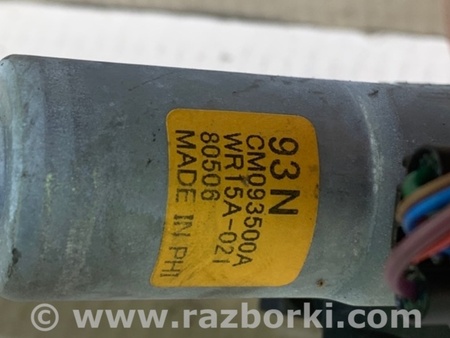 93N
CM093500A
WR15A-021
80506
MADE IN PHI
© www.razborki.com